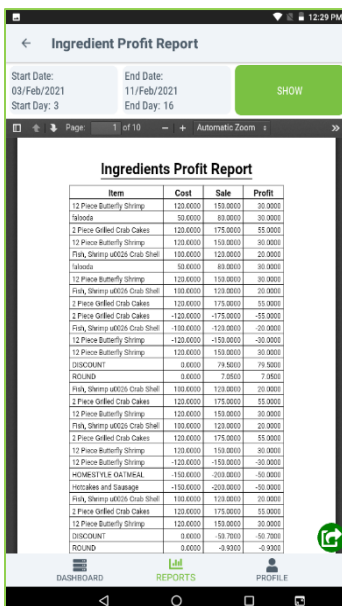 12:29 PM
Ingredient Profit Report
Start Date:
03/Feb/2021
Start Day: 3
End Date:
11/Feb/2021
End Day: 16
SHOW
Page: 1 of 10 Automatic Zoom
Ingredients Profit Report
Item Cost Sale Profit
12 Piece Butterfly Shrimp 120.0000 150.0000 30.0000
falooda 50.0000 80.0000 30.0000
2 Piece Grilled Crab Cakes 120.0000 175.0000 55.0000
12 Piece Butterfly Shrimp 120.0000 150.0000 30.0000
Fish, Shrimp u0026 Crab Shell 100.0000 120.0000 20.0000
falooda 50.0000 80.0000 30.0000
12 Piece Butterfly Shrimp 120.0000 150.0000 30.0000
Fish, Shrimp u0026 Crab Shell 100.0000 120.0000 20.0000
2 Piece Grilled Crab Cakes 120.0000 175.0000 55.0000
2 Piece Grilled Crab Cakes -120.0000 -175.0000 -55.0000
Fish, Shrimp u0026 Crab Shell -100.0000 -120.0000 -20.0000
12 Piece Butterfly Shrimp -120.0000 -150.0000 -30.0000
12 Piece Butterfly Shrimp 120.0000 150.0000 30.0000
DISCOUNT 0.0000 79.5000 79.5000
ROUND 0.0000 7.0500 7.0500
Fish, Shrimp u0026 Crab Shell 100.0000 120.0000 20.0000
2 Piece Grilled Crab Cakes 120.0000 175.0000 55.0000
12 Piece Butterfly Shrimp 120.0000 150.0000 30.0000
Fish, Shrimp u0026 Crab Shell 100.0000 120.0000 20.0000
2 Piece Grilled Crab Cakes 120.0000 175.0000 55.0000
12 Piece Butterfly Shrimp 120.0000 150.0000 30.0000
12 Piece Butterfly Shrimp -120.0000 -150.0000 -30.0000
HOMESTYLE OATMEAL -150.0000 -200.0000 -50.0000
Hotcakes and Sausage -150.0000 -200.0000 -50.0000
Fish, Shrimp u0026 Crab Shell 100.0000 120.0000 20.0000
2 Piece Grilled Crab Cakes 120.0000 175.0000 55.0000
12 Piece Butterfly Shrimp 120.0000 150.0000 30.0000
DISCOUNT 0.0000 -50.7000 -50.7000
ROUND 0.0000 -0.9300 -0.9300
DASHBOARD REPORTS PROFILE